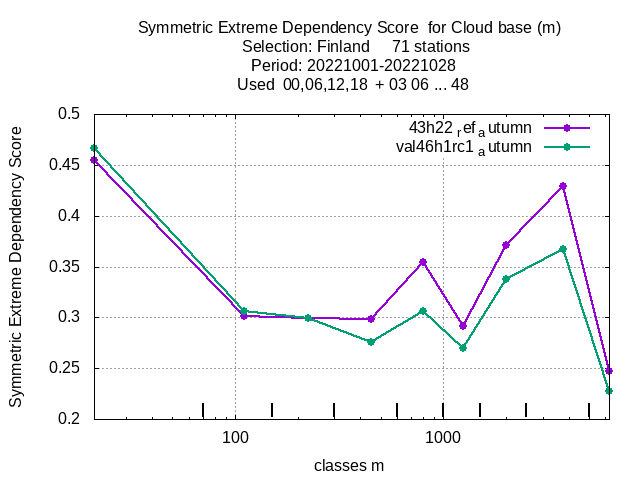 Symmetric Extreme Dependency Score for Cloud base (m)
Selection: Finland 71 stations
Period: 20221001-20221028
Used 00,06,12,18 + 03 06 ... 48
43h22 ref autumn
val46h1rc1 autumn
Symmetric Extreme Dependency Score
0.5
0.45
0.4
0.35
0.3
0.25
0.2
100 1000
classes m